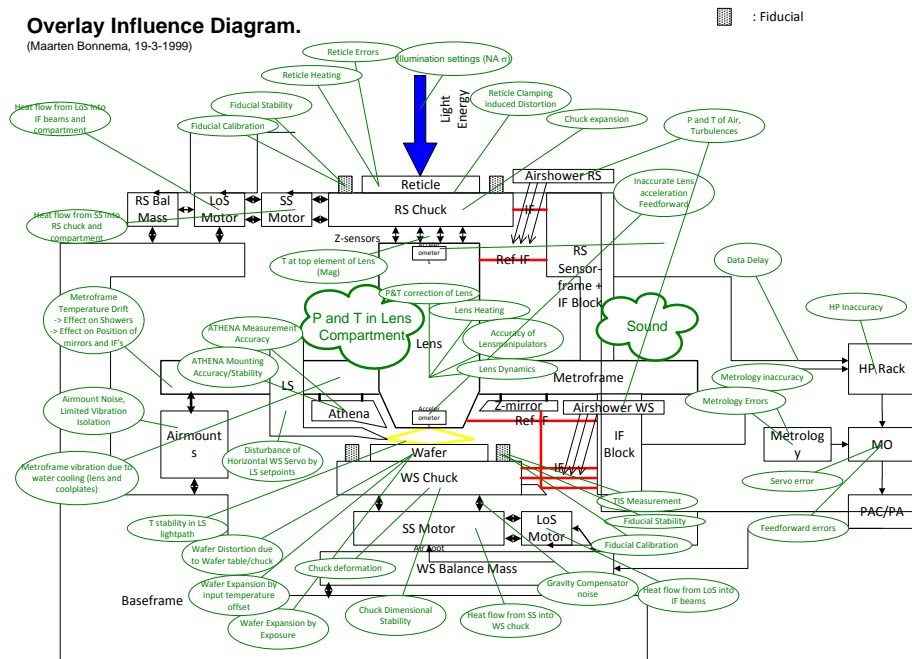 Overlay Influence Diagram.
(Maarten Bonnema, 19-3-1999)
: Fiducial
Reticle Errors
Illumination settings (NA σ)
Reticle Heating
Heat flow from LoS into
IF beams and
compartment
Fiducial Stability
Fiducial Calibration
Light
Energy
Reticle Clamping
induced Distortion
Chuck expansion
P and T of Air,
Turbulences
Reticle
Airshower RS
Inaccurate Lens
acceleration
Feedforward
RS Bal
Mass
LoS
Motor
SS
Motor
RS Chuck
IF
Heat flow from SS into
RS chuck and
compartment
Z-sensors
Acceler
ometer
s
Ref-IF
RS
Sensor-
frame +
IF Block
T at top element of Lens
(Mag)
Data Delay
Metroframe
Temperature Drift
-> Effect on Showers
-> Effect on Position of
mirrors and IF's
P&T correction of Lens
Lens Heating
HP Inaccuracy
P and T in Lens
Compartment
Lens
Sound
ATHENA Measurement
Accuracy
Accuracy of
Lensmanipulators
ATHENA Mounting
Accuracy/Stability
Lens Dynamics
Metroframe
HP Rack
Metrology inaccuracy
LS
Airmount Noise,
Limited Vibration
Isolation
Athena
Acceler
ometer
Z-mirror
Airshower WS
Metrology Errors
Ref-IF
Airmount
s
Disturbance of
Horizontal WS Servo by
LS setpoints
IF
Block
Metrolog
y
MO
Wafer
Metroframe vibration due to
water cooling (lens and
coolplates)
WS Chuck
IF
Servo error
TIS Measurement
PAC/PA
T stability in LS
lightpath
SS Motor
LoS
Motor
Fiducial Stability
Feedforward errors
Fiducial Calibration
Wafer Distortion due
to Wafer table/chuck
Air foot
Chuck deformation
WS Balance Mass
Wafer Expansion by
input temperature
offset
Gravity Compensator
noise
Heat flow from LoS into
IF beams
Baseframe
Chuck Dimensional
Stability
Heat flow from SS into
WS chuck
Wafer Expansion by
Exposure